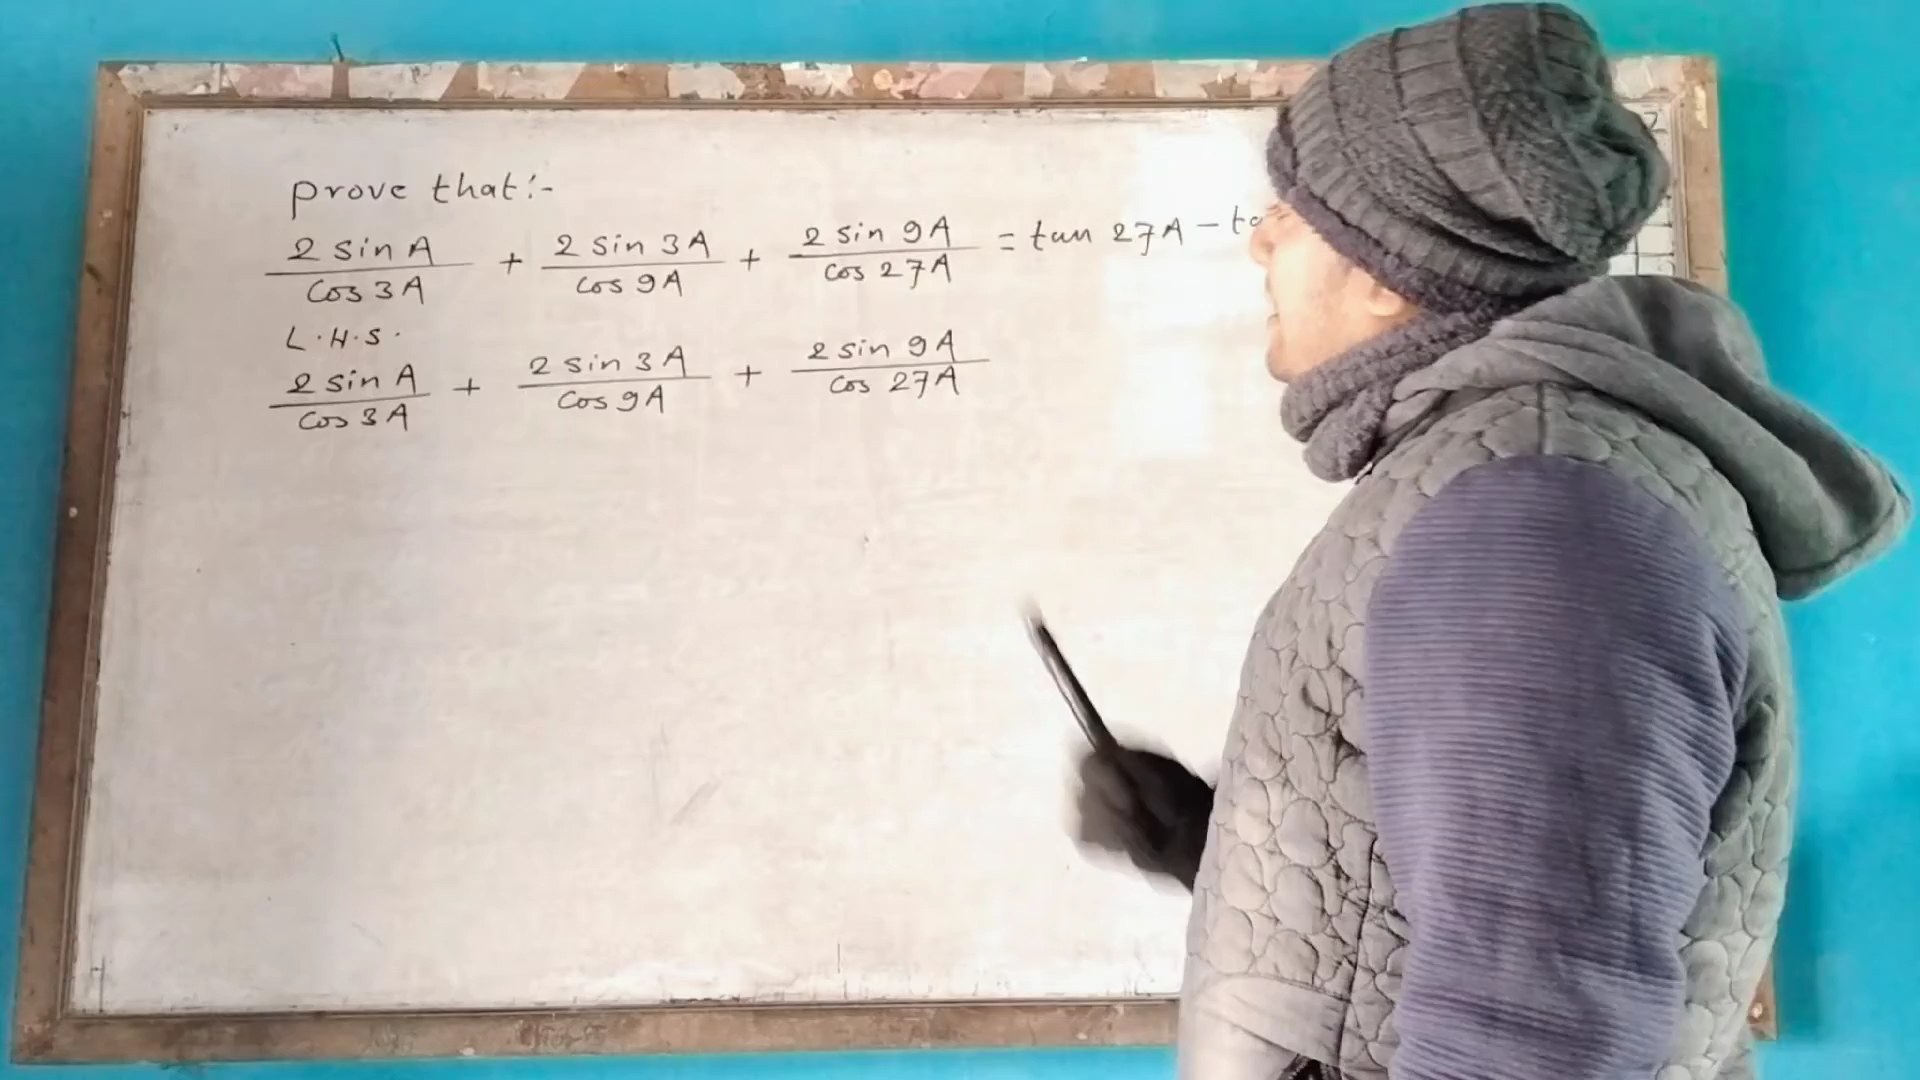 prove that:-
2 sin A / cos 3A + 2 sin 3A / cos 9A + 2 sin 9A / cos 27A = tan 27A -
L.H.S.
2 sin A / cos 3A + 2 sin 3A / cos 9A + 2 sin 9A / cos 27A